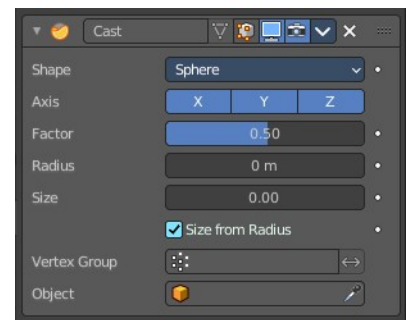 Cast
Shape Sphere
Axis X Y Z
Factor 0.50
Radius 0 m
Size 0.00
Size from Radius
Vertex Group
Object